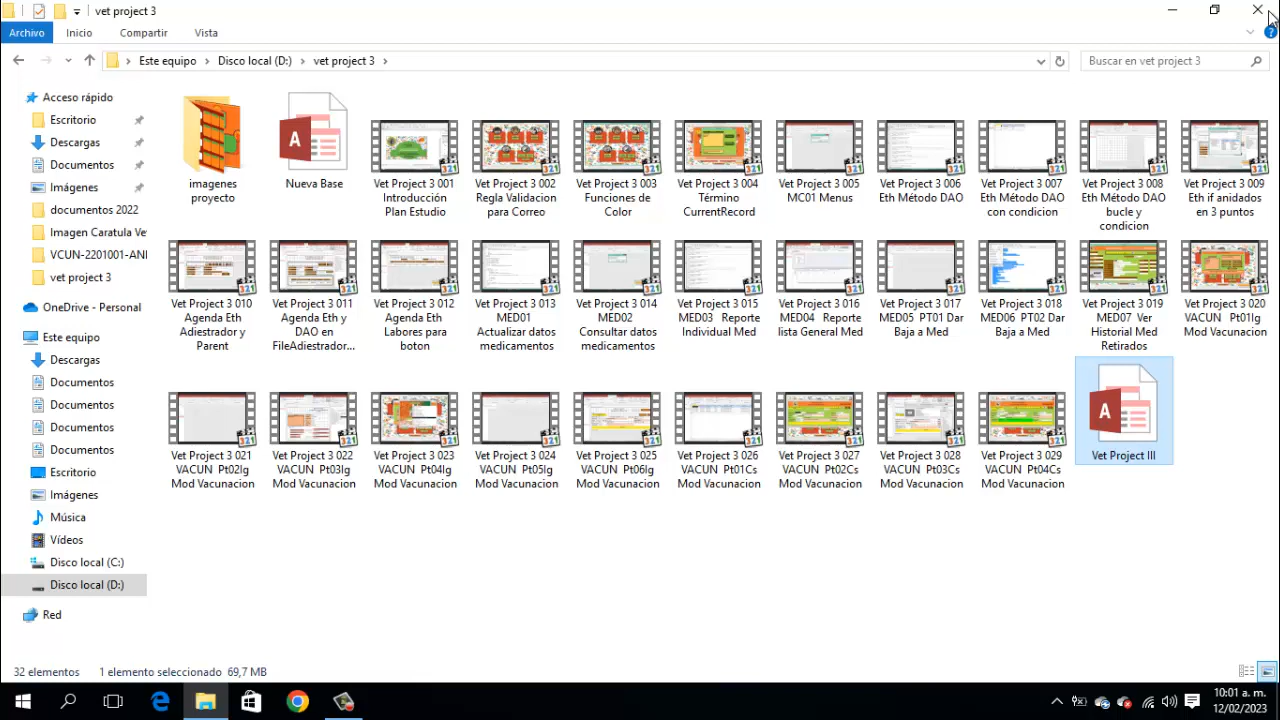 vet project 3
Archivo
Inicio
Compartir
Vista
Este equipo
Disco local (D:)
vet project 3
Buscar en vet project 3
Acceso rápido
Escritorio
Descargas
Documentos
Imágenes
documentos 2022
Imagen Caratula Ve
VCUN-2201001-ANI
vet project 3
OneDrive - Personal
Este equipo
Descargas
Documentos
Documentos
Documentos
Documentos
Escritorio
Imágenes
Música
Vídeos
Disco local (C:)
Disco local (D:)
Red
imagenes
proyecto
Nueva Base
Vet Project 3 001
Introducción
Plan Estudio
Vet Project 3 002
Regla Validacion
para Correo
Vet Project 3 003
Funciones de
Color
Vet Project 3 004
Término
CurrentRecord
Vet Project 3 005
MC01 Menus
Vet Project 3 006
Eth Método DAO
Vet Project 3 007
Eth Método DAO
con condicion
Vet Project 3 008
Eth Método DAO
bucle y
condicion
Vet Project 3 009
Eth if anidados
en 3 puntos
Vet Project 3 010
Agenda Eth
Adiestrador y
Parent
Vet Project 3 011
Agenda Eth y
DAO en
FileAdiestrador...
Vet Project 3 012
Agenda Eth
Labores para
boton
Vet Project 3 013
MED01
Actualizar datos
medicamentos
Vet Project 3 014
MED02
Consultar datos
medicamentos
Vet Project 3 015
MED03 Reporte
Individual Med
Vet Project 3 016
MED04 Reporte
lista General Med
Vet Project 3 017
MED05 PT01 Dar
Baja a Med
Vet Project 3 018
MED06 PT02 Dar
Baja a Med
Vet Project 3 019
MED07 Ver
Historial Med
Retirados
Vet Project 3 020
VACUN Pt01Ig
Mod Vacunacion
Vet Project 3 021
VACUN Pt02Ig
Mod Vacunacion
Vet Project 3 022
VACUN Pt03Ig
Mod Vacunacion
Vet Project 3 023
VACUN Pt04Ig
Mod Vacunacion
Vet Project 3 024
VACUN Pt05Ig
Mod Vacunacion
Vet Project 3 025
VACUN Pt06Ig
Mod Vacunacion
Vet Project 3 026
VACUN Pt01Cs
Mod Vacunacion
Vet Project 3 027
VACUN Pt02Cs
Mod Vacunacion
Vet Project 3 028
VACUN Pt03Cs
Mod Vacunacion
Vet Project 3 029
VACUN Pt04Cs
Mod Vacunacion
Vet Project III
32 elementos
1 elemento seleccionado 69,7 MB
10:01 a. m.
12/02/2023